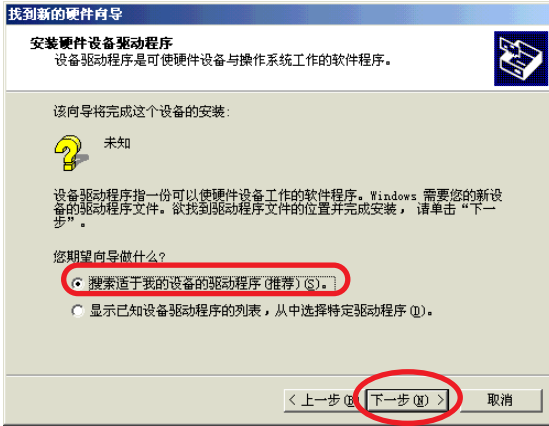 找到新的硬件向导
安装硬件设备驱动程序
设备驱动程序是可使硬件设备与操作系统工作的软件程序。
该向导将完成这个设备的安装:
未知
设备驱动程序指一份可以使硬件设备工作的软件程序。Windows 需要您的新设
备的驱动程序文件。欲找到驱动程序文件的位置并完成安装，请单击“下一
步”。
您期望向导做什么?
搜索适于我的设备的驱动程序(推荐)(S)。
显示已知设备驱动程序的列表，从中选择特定驱动程序(D)。
< 上一步(B) 下一步(N) > 取消